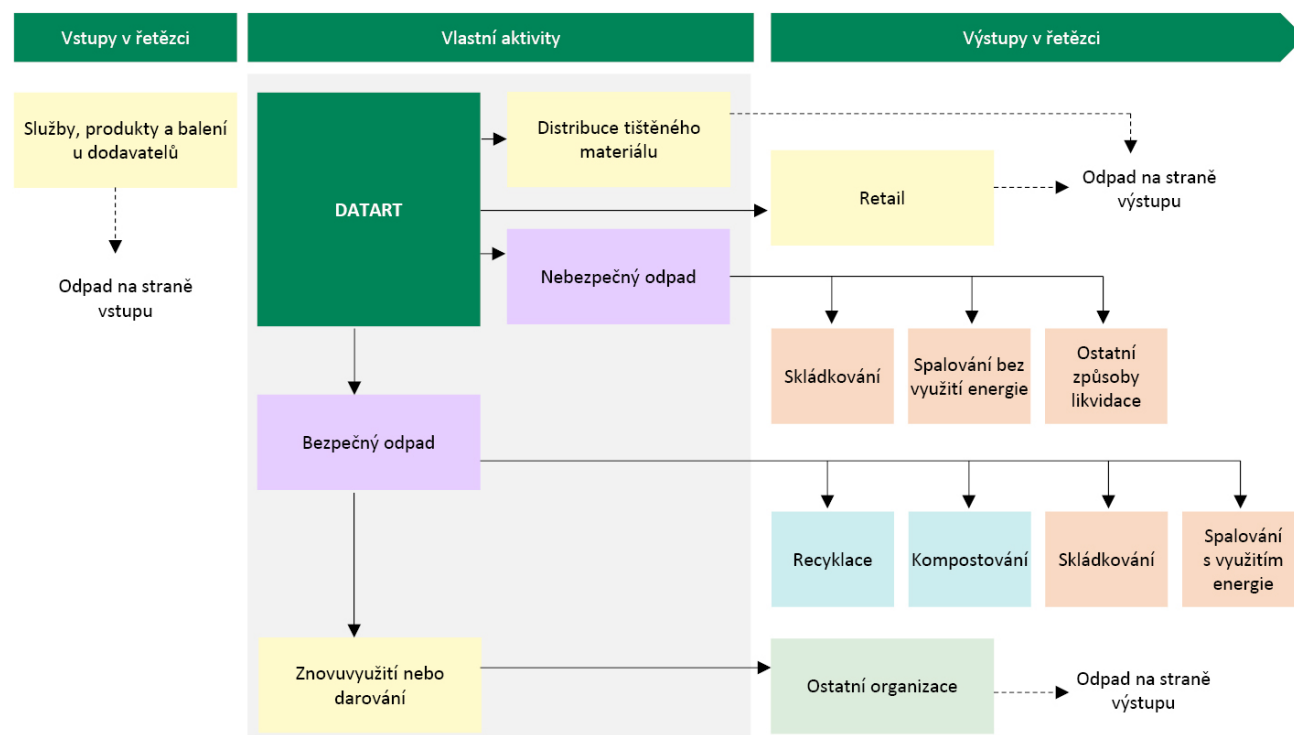 Vstupy v řetězci
Vlastní aktivity
Výstupy v řetězci
Služby, produkty a balení
u dodavatelů
Odpad na straně
vstupu
DATART
Distribuce tištěného
materiálu
Retail
Odpad na straně
výstupu
Nebezpečný odpad
Skládkování
Spalování bez
využití energie
Ostatní
způsoby
likvidace
Bezpečný odpad
Recyklace
Kompostování
Skládkování
Spalování
s využitím
energie
Znovuvyužití nebo
darování
Ostatní organizace
Odpad na straně
výstupu